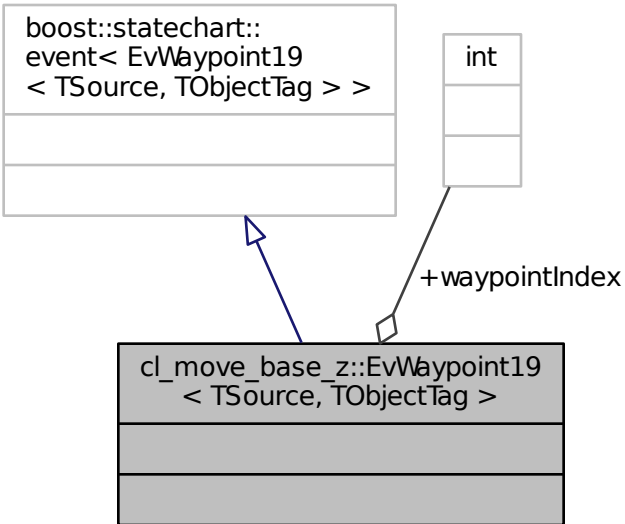 boost::statechart::
event< EvWaypoint19
< TSource, TObjectTag > >
int
+waypointIndex
cl_move_base_z::EvWaypoint19
< TSource, TObjectTag >